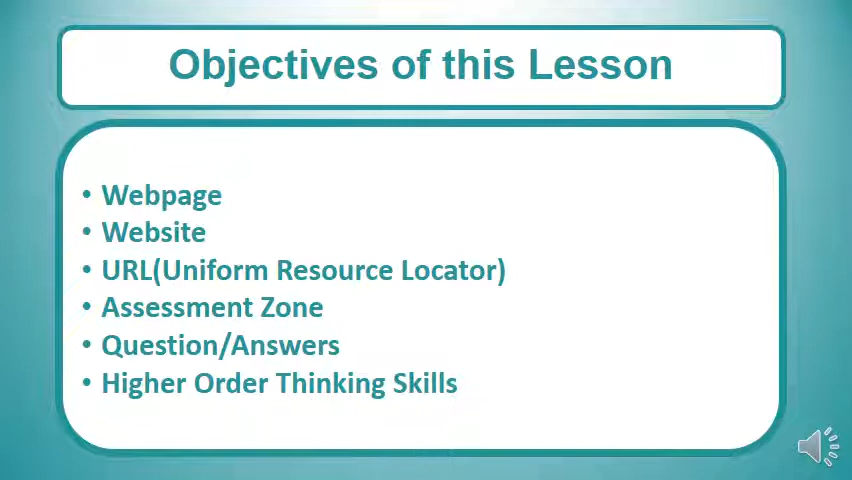 Objectives of this Lesson
• Webpage
• Website
• URL(Uniform Resource Locator)
• Assessment Zone
• Question/Answers
• Higher Order Thinking Skills